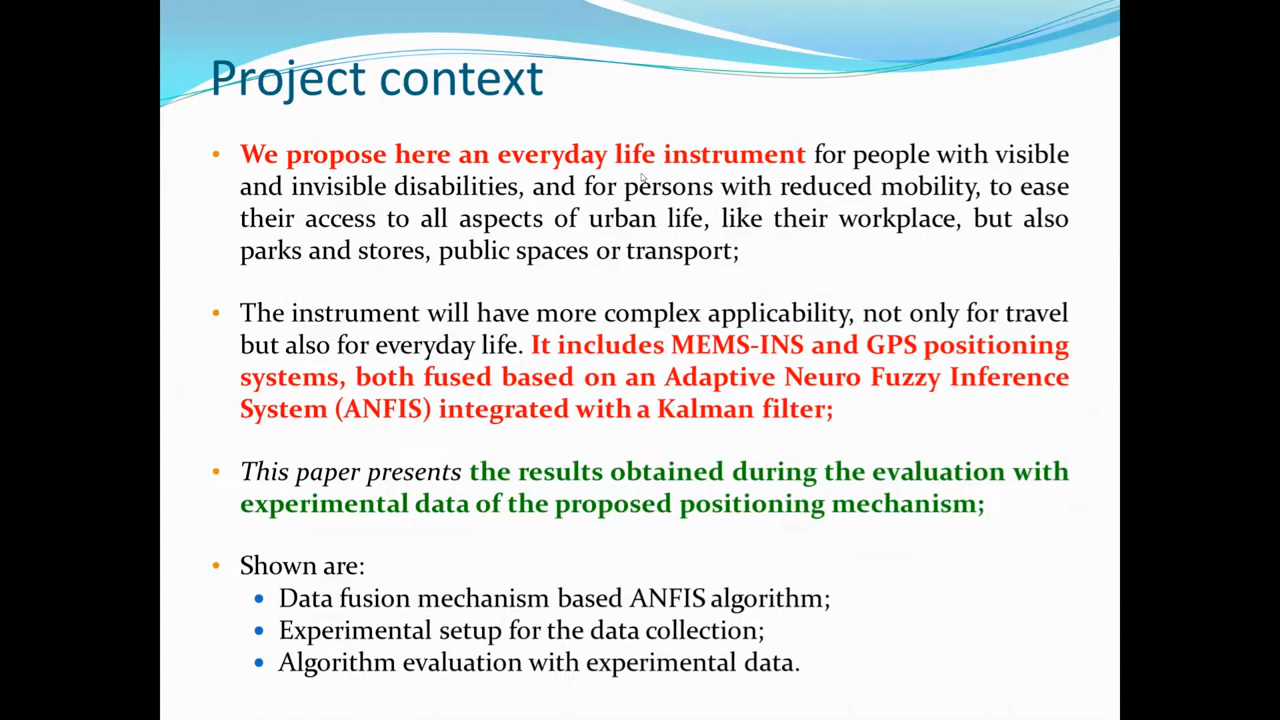 Project context
• We propose here an everyday life instrument for people with visible
and invisible disabilities, and for persons with reduced mobility, to ease
their access to all aspects of urban life, like their workplace, but also
parks and stores, public spaces or transport;
• The instrument will have more complex applicability, not only for travel
but also for everyday life. It includes MEMS-INS and GPS positioning
systems, both fused based on an Adaptive Neuro Fuzzy Inference
System (ANFIS) integrated with a Kalman filter;
• This paper presents the results obtained during the evaluation with
experimental data of the proposed positioning mechanism;
• Shown are:
• Data fusion mechanism based ANFIS algorithm;
• Experimental setup for the data collection;
• Algorithm evaluation with experimental data.